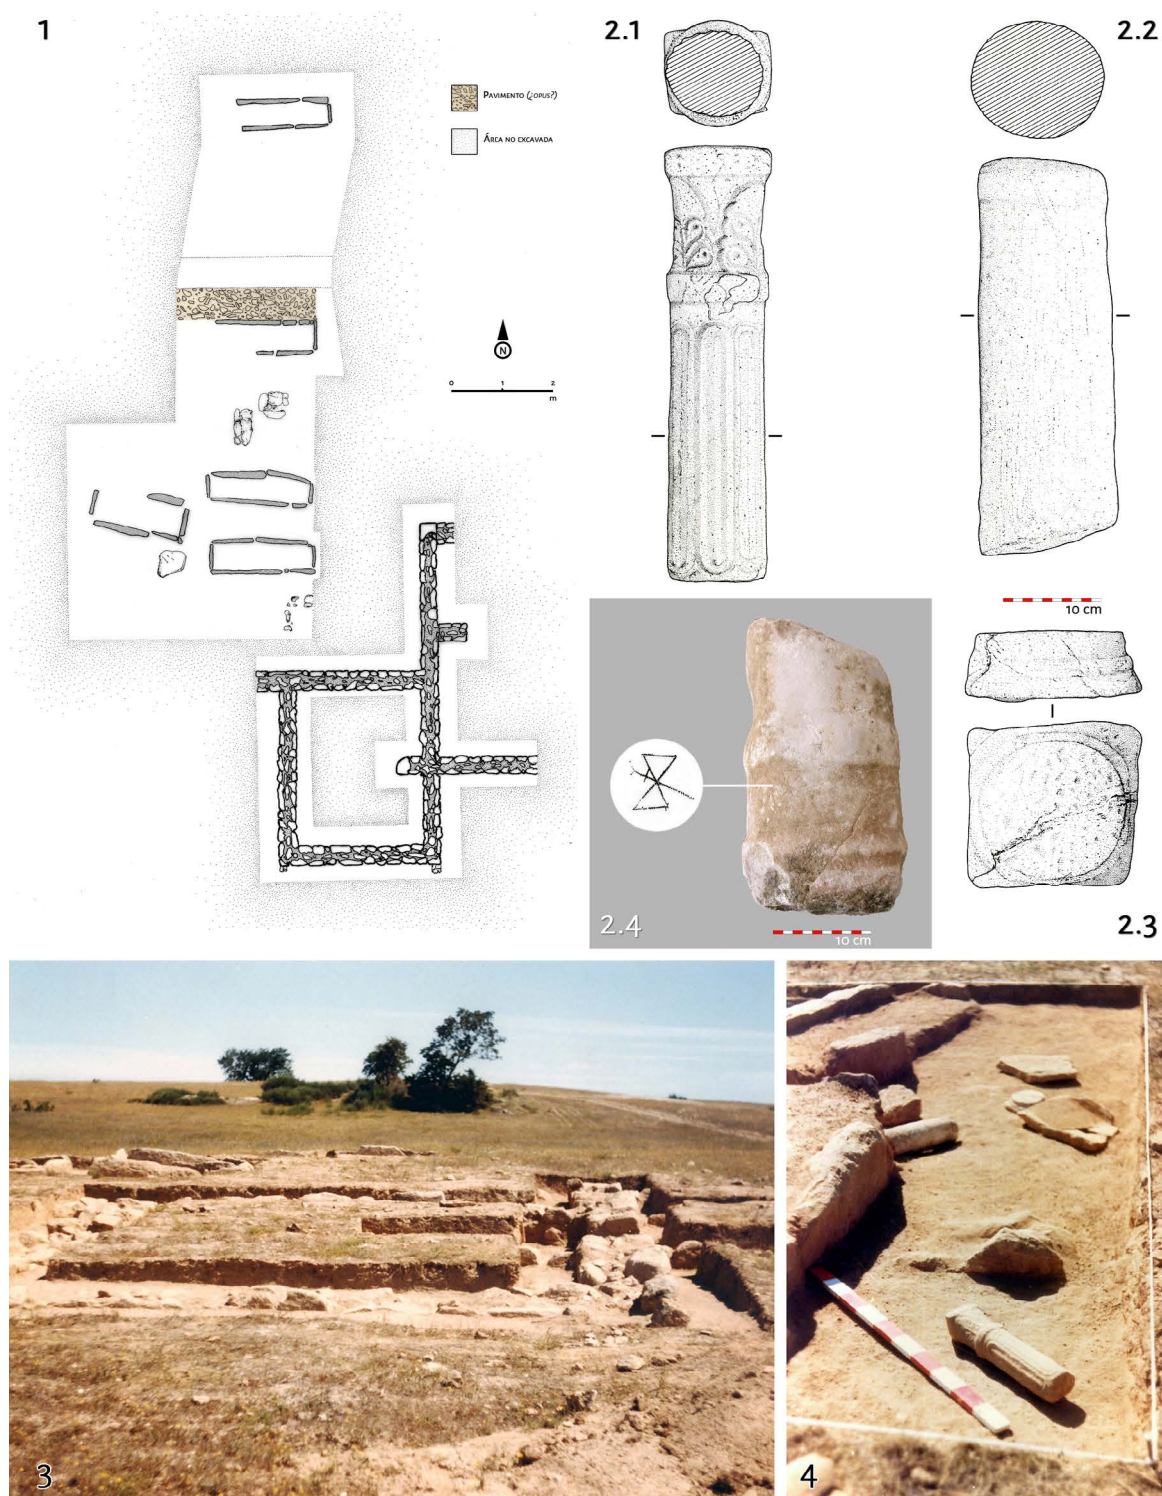 1
PAVIMENTO (¿OPUS?)
ÁREA NO EXCAVADA
N
0 1 2
m
2.1
2.2
10 cm
2.3
2.4
10 cm
3
4